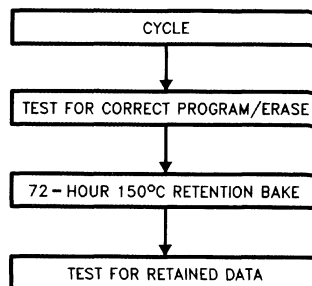 CYCLE
TEST FOR CORRECT PROGRAM/ERASE
72-HOUR 150°C RETENTION BAKE
TEST FOR RETAINED DATA